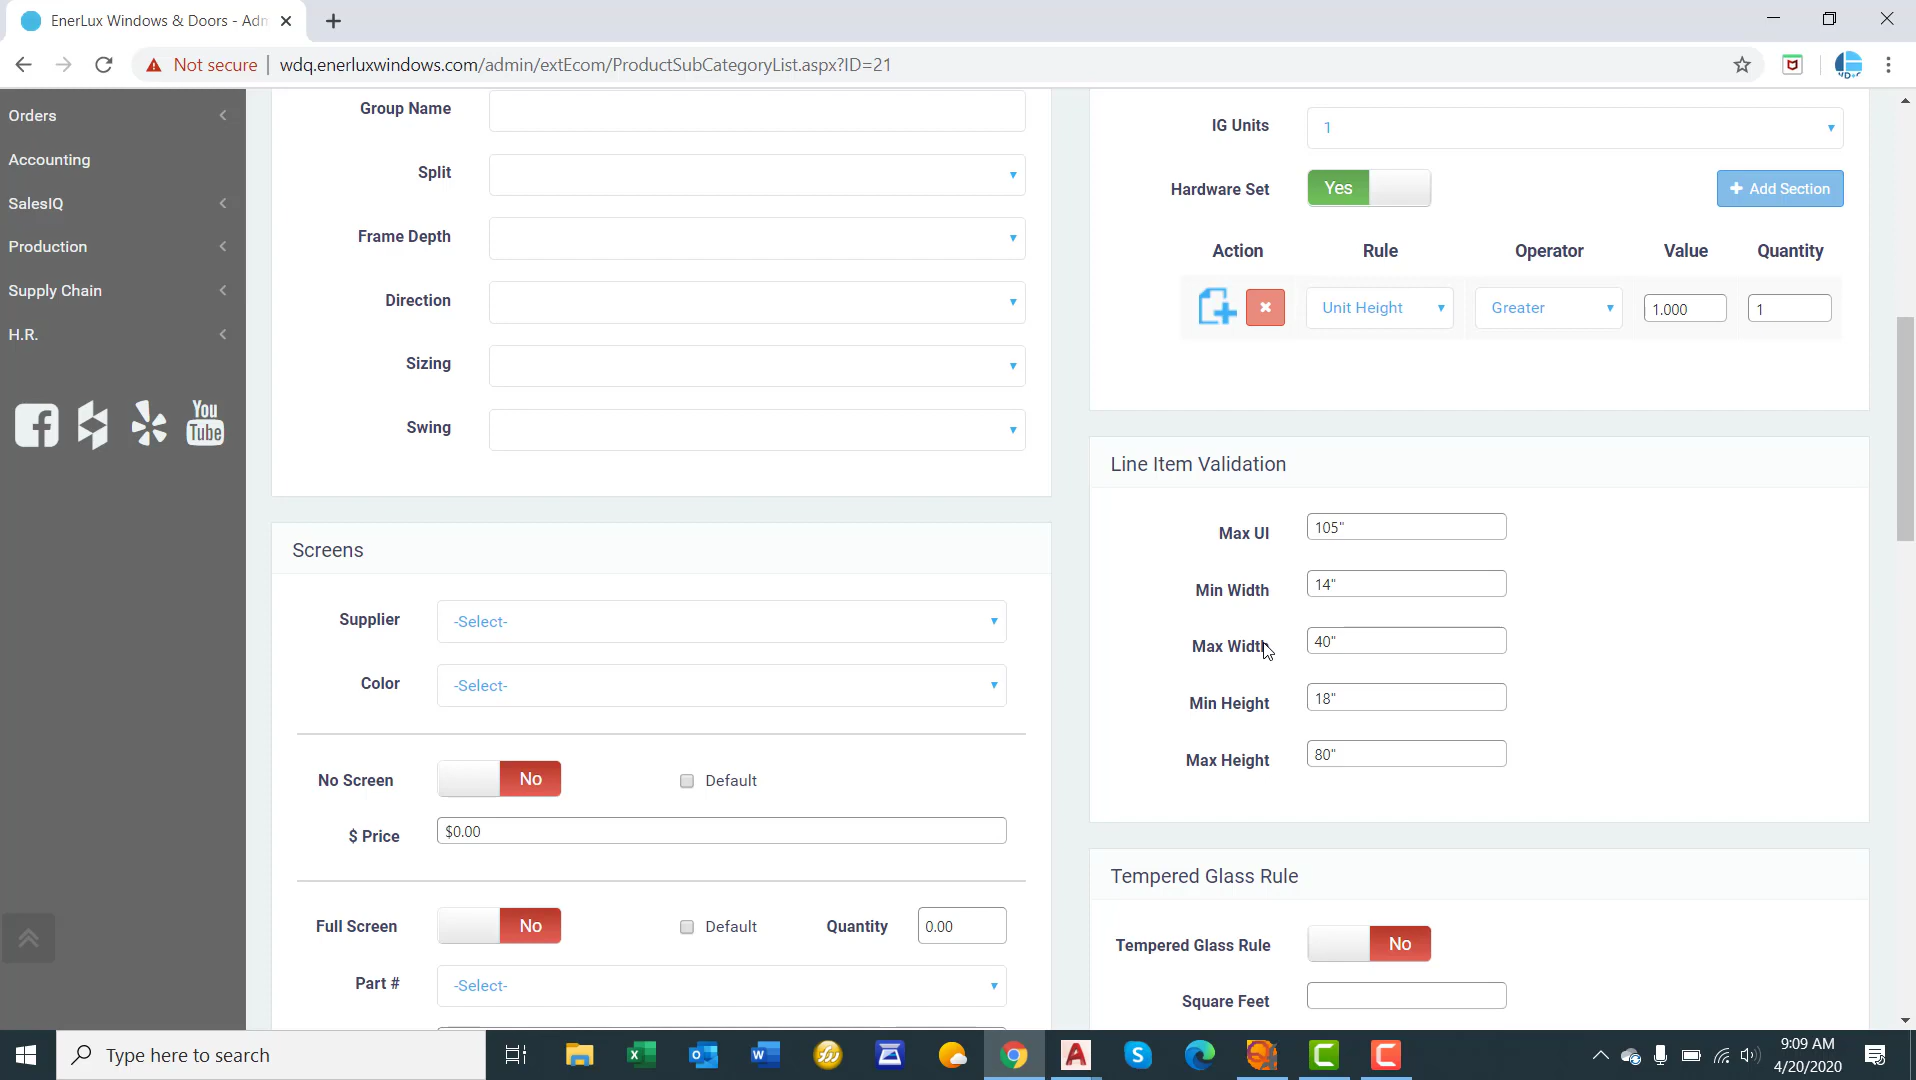 EnerLux Windows & Doors - Adm
Not secure
wdq.enerluxwindows.com/admin/extEcom/ProductSubCategoryList.aspx?ID=21
Orders
Accounting
SalesIQ
Production
Supply Chain
H.R.
You
Tube
Group Name
Split
Frame Depth
Direction
Sizing
Swing
Screens
Supplier
-Select-
Color
-Select-
No Screen
No
Default
$ Price
$0.00
Full Screen
No
Default
Quantity
0.00
Part #
-Select-
IG Units
1
Hardware Set
Yes
Add Section
Action Rule Operator Value Quantity
Unit Height Greater 1.000 1
Line Item Validation
Max UI
105"
Min Width
14"
Max Width
40"
Min Height
18"
Max Height
80"
Tempered Glass Rule
Tempered Glass Rule
No
Square Feet
Type here to search
9:09 AM
4/20/2020